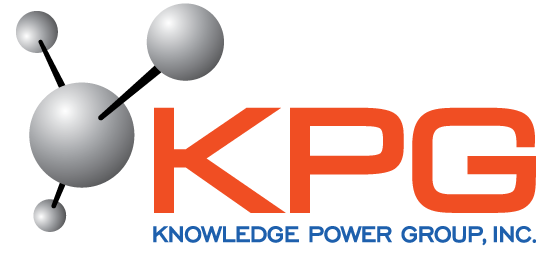 KPG
KNOWLEDGE POWER GROUP, INC.